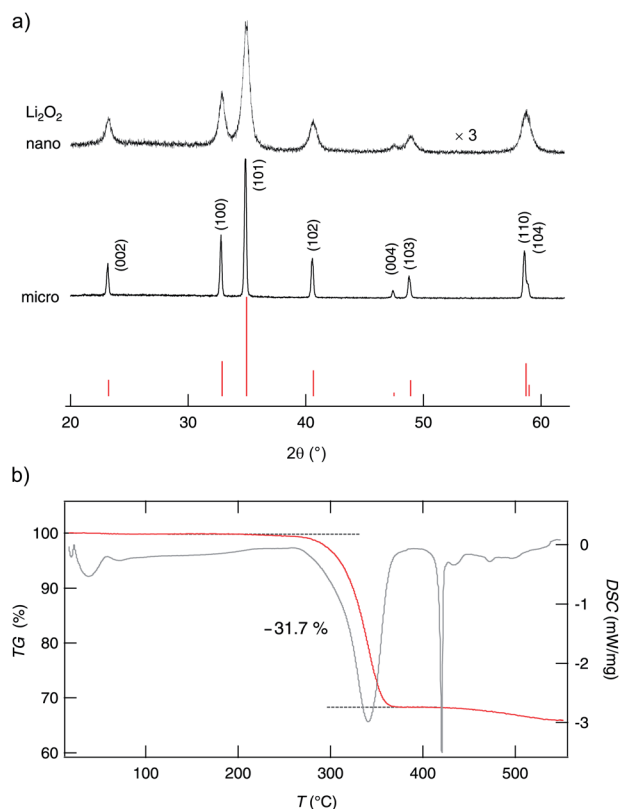 a)
Li₂O₂
nano
× 3
micro
(002)
(100)
(101)
(102)
(004)
(103)
(110)
(104)
20 30 40 50 60
2θ (°)
b)
100
90
80
70
60
TG (%)
−31.7 %
0
-1
-2
-3
DSC (mW/mg)
100 200 300 400 500
T (°C)